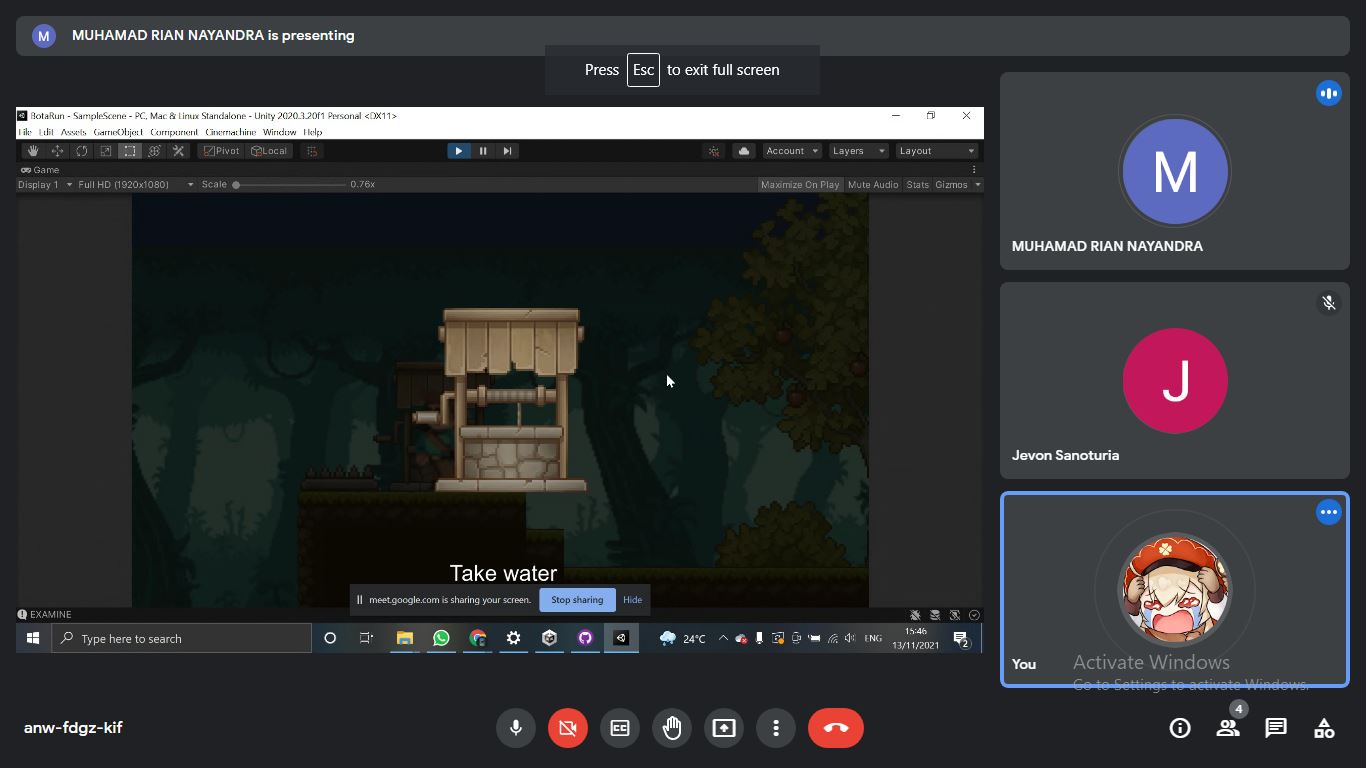 M MUHAMAD RIAN NAYANDRA is presenting
Press Esc to exit full screen
BotaRun - SampleScene - PC, Mac & Linux Standalone - Unity 2020.3.20f1 Personal <DX11>
File Edit Assets GameObject Component Cinemachine Window Help
Pivot Local Account Layers Layout
Game
Display 1 Full HD (1920x1080) Scale 0.76x Maximize On Play Mute Audio Stats Gizmos
Take water
meet.google.com is sharing your screen. Stop sharing Hide
EXAMINE
Type here to search 24°C ENG 15:46
13/11/2021 2
M
MUHAMAD RIAN NAYANDRA
J
Jevon Sanoturia
You
Activate Windows
Go to Settings to activate Windows.
anw-fdgz-kif
CC
4